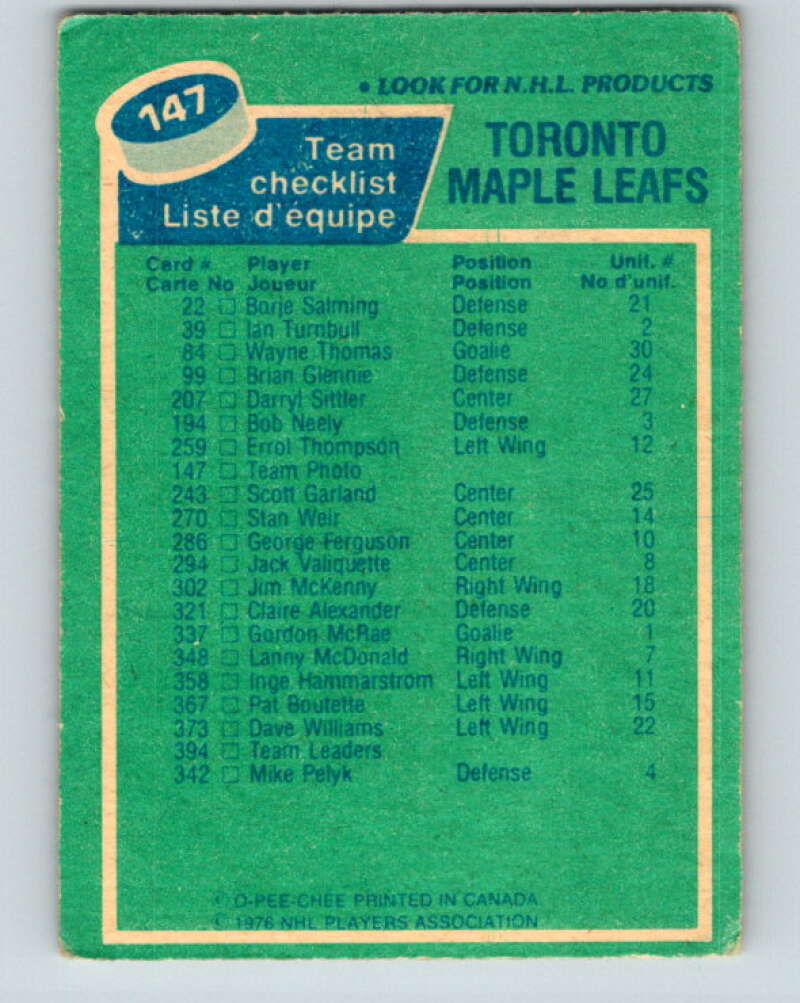 147
• LOOK FOR N.H.L. PRODUCTS
Team checklist
Liste d'équipe
TORONTO
MAPLE LEAFS
Card # Player Position Unif. #
Carte No Joueur Position No d'unif.
22 □ Borje Salming Defense 21
39 □ Ian Turnbull Defense 2
84 □ Wayne Thomas Goalie 30
99 □ Brian Glennie Defense 24
207 □ Darryl Sittler Center 27
194 □ Bob Neely Defense 3
259 □ Errol Thompson Left Wing 12
147 □ Team Photo
243 □ Scott Garland Center 25
270 □ Stan Weir Center 14
286 □ George Ferguson Center 10
294 □ Jack Valiquette Center 8
302 □ Jim McKenny Right Wing 18
321 □ Claire Alexander Defense 20
337 □ Gordon McRae Goalie 1
348 □ Lanny McDonald Right Wing 7
358 □ Inge Hammarstrom Left Wing 11
367 □ Pat Boutette Left Wing 15
373 □ Dave Williams Left Wing 22
394 □ Team Leaders
342 □ Mike Pelyk Defense 4
© O-PEE-CHEE PRINTED IN CANADA
© 1976 NHL PLAYERS ASSOCIATION